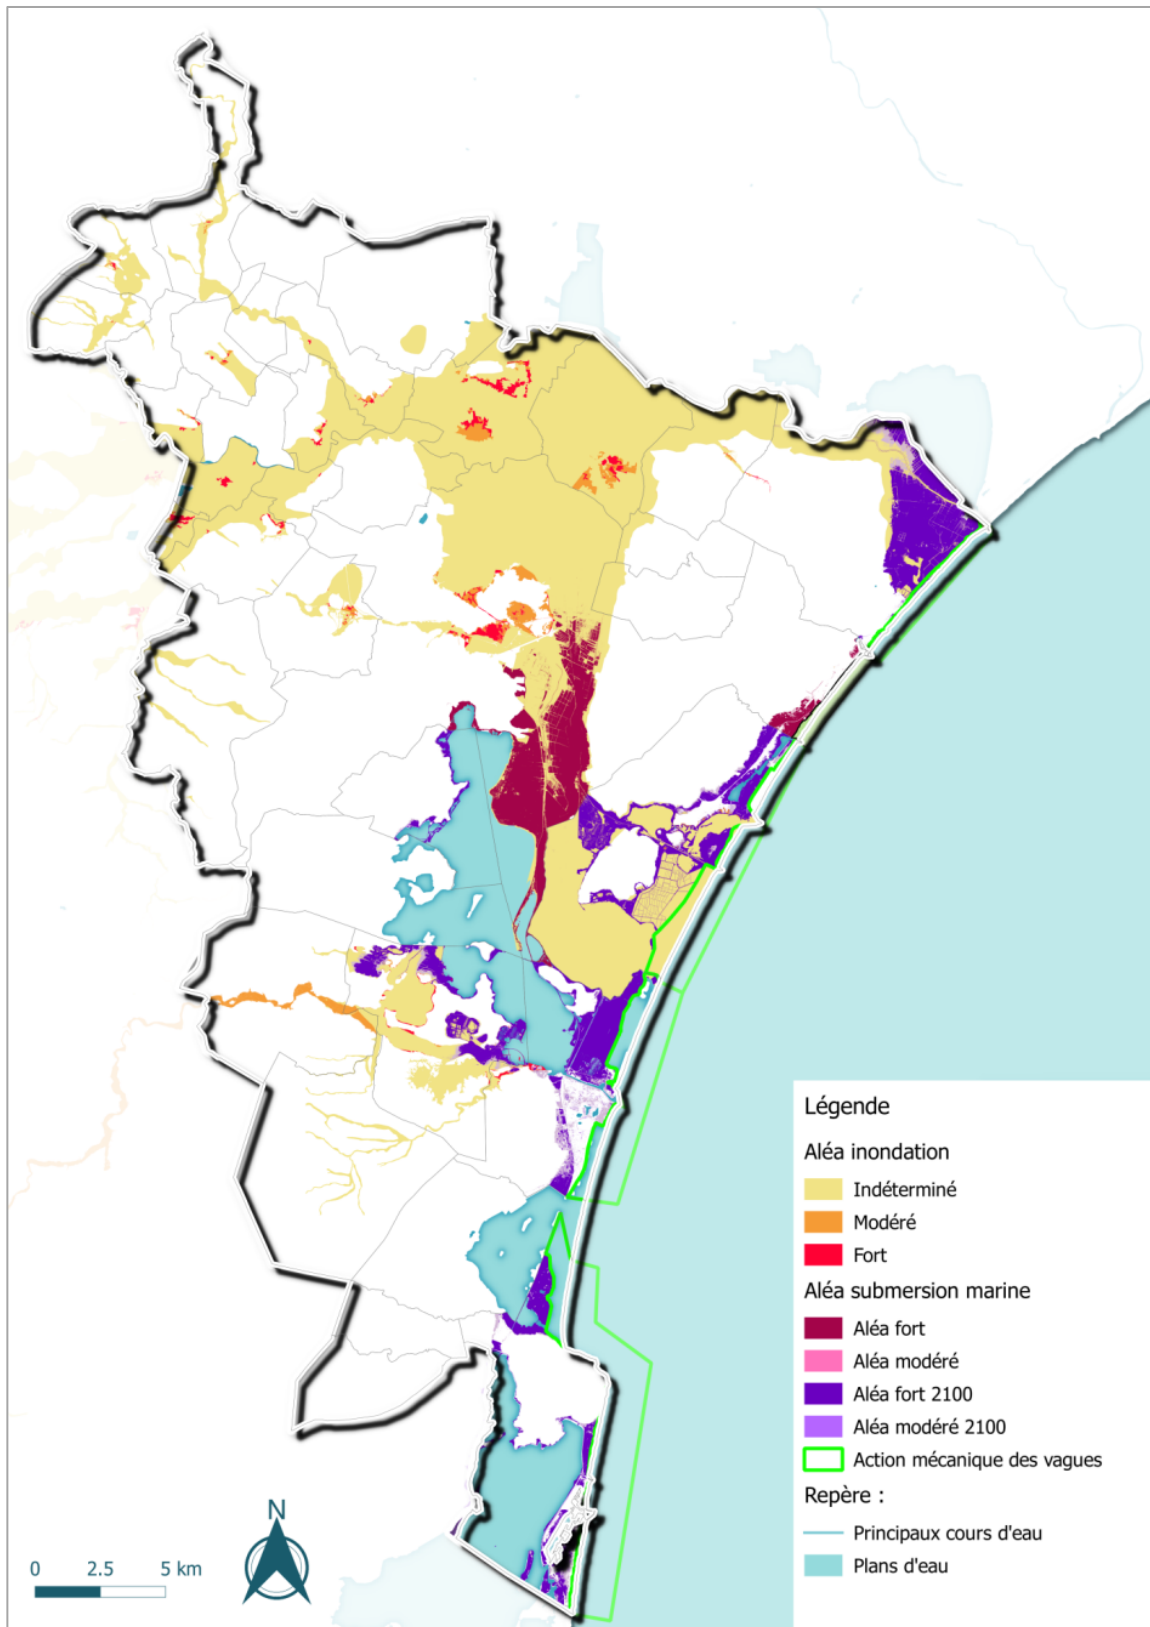 Légende
Aléa inondation
Indéterminé
Modéré
Fort
Aléa submersion marine
Aléa fort
Aléa modéré
Aléa fort 2100
Aléa modéré 2100
Action mécanique des vagues
Repère :
Principaux cours d'eau
Plans d'eau
N
0 2.5 5 km